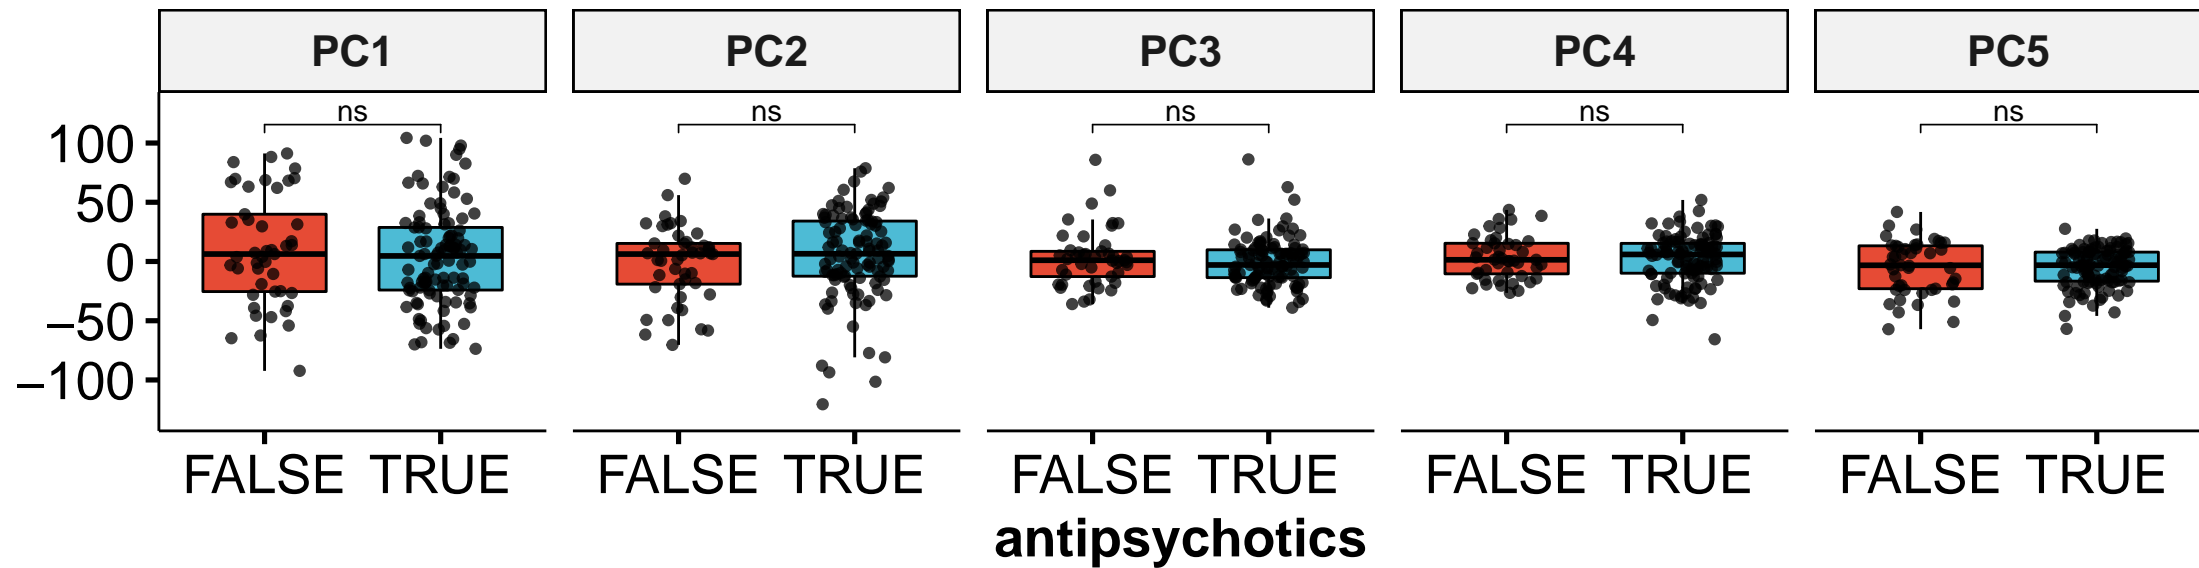 PC1 PC2 PC3 PC4 PC5
ns ns ns ns ns
100
50
0
−50
−100
FALSE TRUE FALSE TRUE FALSE TRUE FALSE TRUE FALSE TRUE
antipsychotics